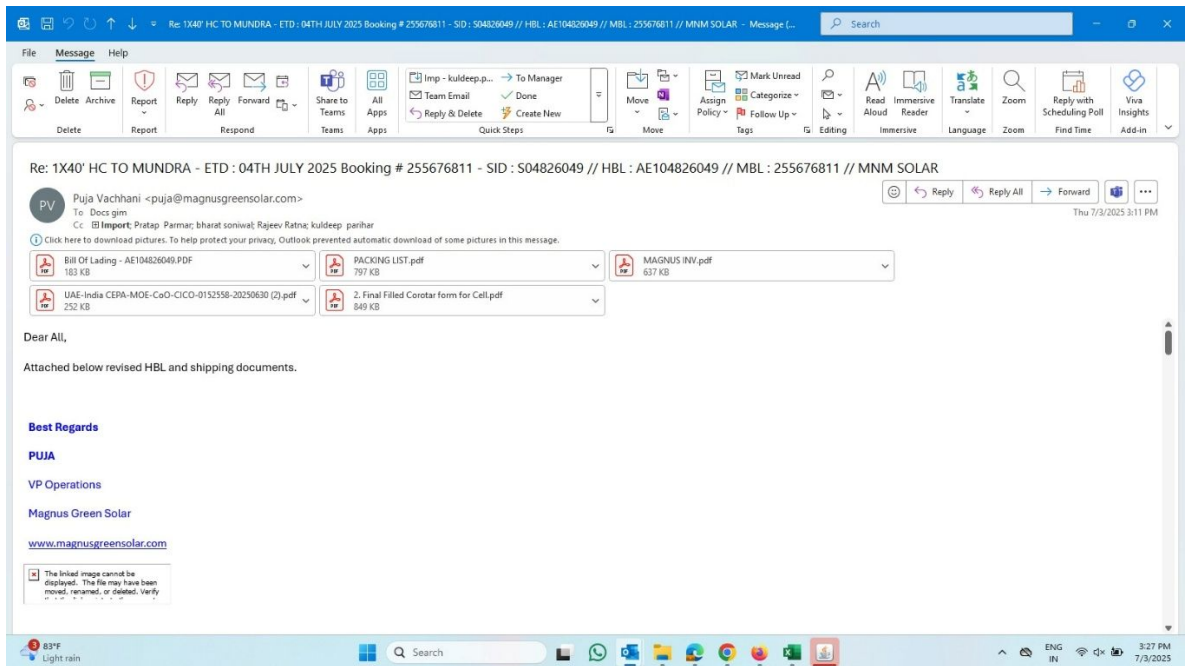 Re: 1X40' HC TO MUNDRA - ETD : 04TH JULY 2025 Booking # 255676811 - SID : S04826049 // HBL : AE104826049 // MBL : 255676811 // MNM SOLAR - Message (...
Search
File Message Help
Delete Archive
Report
Reply Reply All Forward
Share to Teams
All Apps
Imp - kuldeep.p... To Manager
Team Email Done
Reply & Delete Create New
Move
Assign Policy
Mark Unread
Categorize
Follow Up
Read Aloud Immersive Reader
Translate
Zoom
Reply with Scheduling Poll
Viva Insights
Delete Report Respond Teams Apps Quick Steps Move Tags Editing Immersive Language Zoom Find Time Add-in
Re: 1X40' HC TO MUNDRA - ETD : 04TH JULY 2025 Booking # 255676811 - SID : S04826049 // HBL : AE104826049 // MBL : 255676811 // MNM SOLAR
PV
Puja Vachhani <puja@magnusgreensolar.com>
To Docs gim
Cc Import; Pratap Parmar; bharat soniwal; Rajeev Ratna; kuldeep parihar
Reply Reply All Forward
Thu 7/3/2025 3:11 PM
Click here to download pictures. To help protect your privacy, Outlook prevented automatic download of some pictures in this message.
Bill Of Lading - AE104826049.PDF
183 KB
PACKING LIST.pdf
797 KB
MAGNUS INV.pdf
637 KB
UAE-India CEPA-MOE-CoO-CICO-0152558-20250630 (2).pdf
252 KB
2. Final Filled Corotar form for Cell.pdf
849 KB
Dear All,
Attached below revised HBL and shipping documents.
Best Regards
PUJA
VP Operations
Magnus Green Solar
www.magnusgreensolar.com
The linked image cannot be
displayed. The file may have been
moved, renamed, or deleted. Verify
3
83°F
Light rain
Search
ENG
IN
3:27 PM
7/3/2025